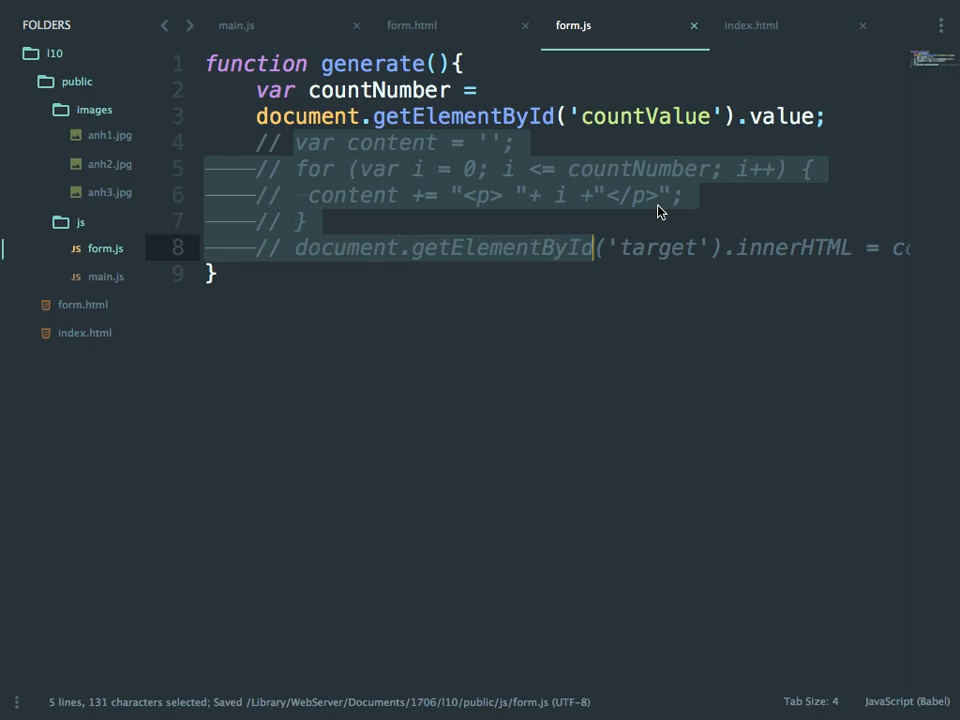 FOLDERS
l10
public
images
anh1.jpg
anh2.jpg
anh3.jpg
js
JS form.js
JS main.js
form.html
index.html
main.js × form.html × form.js × index.html ×
1 function generate(){
2 var countNumber =
3 document.getElementById('countValue').value;
4 // var content = '';
5 // for (var i = 0; i <= countNumber; i++) {
6 // content += "<p> "+ i +"</p>";
7 // }
8 // document.getElementById('target').innerHTML = co
9 }
5 lines, 131 characters selected; Saved /Library/WebServer/Documents/1706/l10/public/js/form.js (UTF-8) Tab Size: 4 JavaScript (Babel)